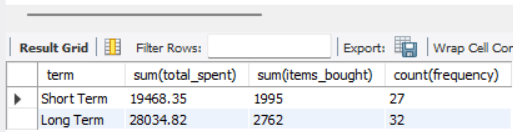 Result Grid Filter Rows: Export: Wrap Cell Cor
term sum(total_spent) sum(items_bought) count(frequency)
Short Term 19468.35 1995 27
Long Term 28034.82 2762 32